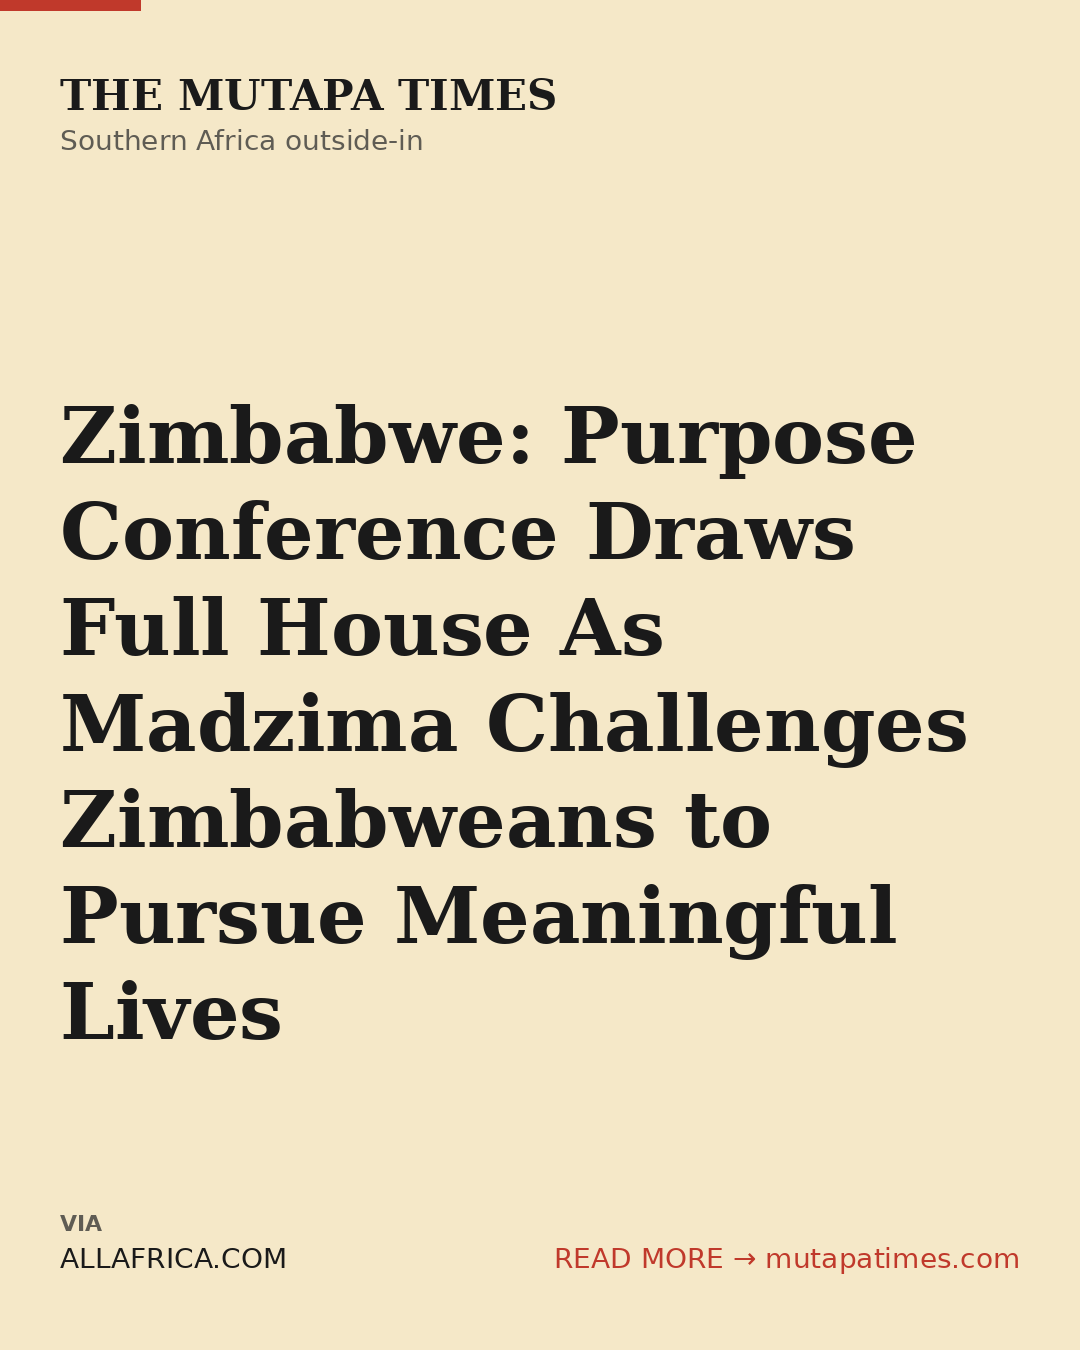 THE MUTAPA TIMES
Southern Africa outside-in
Zimbabwe: Purpose
Conference Draws
Full House As
Madzima Challenges
Zimbabweans to
Pursue Meaningful
Lives
VIA
ALLAFRICA.COM
READ MORE → mutapatimes.com